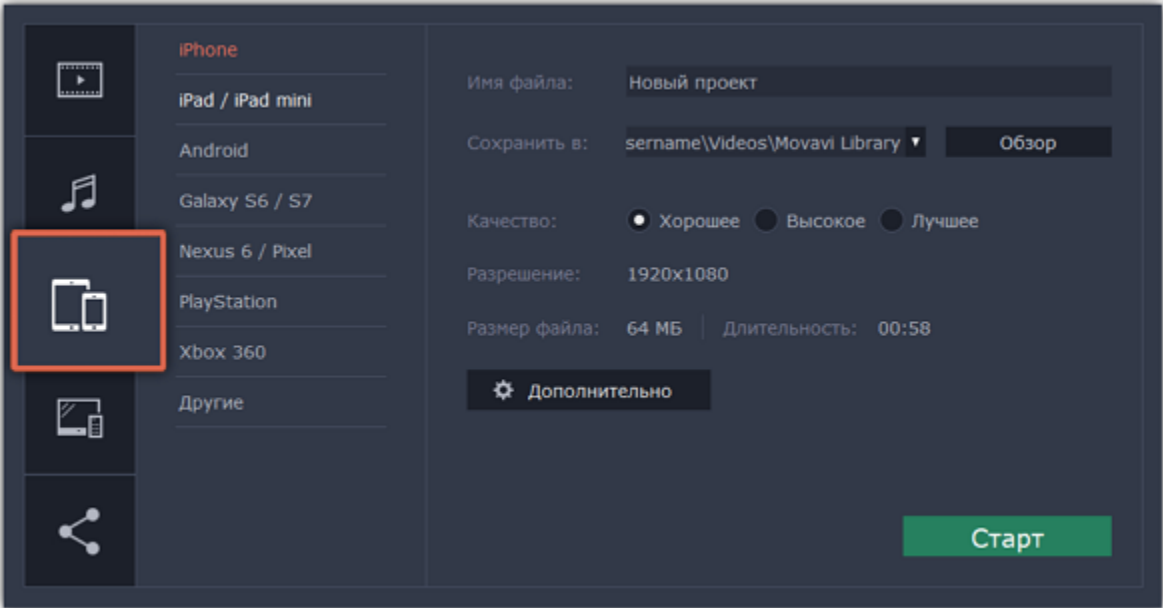 iPhone
iPad / iPad mini
Android
Galaxy S6 / S7
Nexus 6 / Pixel
PlayStation
Xbox 360
Другие
Имя файла: Новый проект
Сохранить в: sername\Videos\Movavi Library Обзор
Качество: Хорошее Высокое Лучшее
Разрешение: 1920x1080
Размер файла: 64 МБ Длительность: 00:58
Дополнительно
Старт